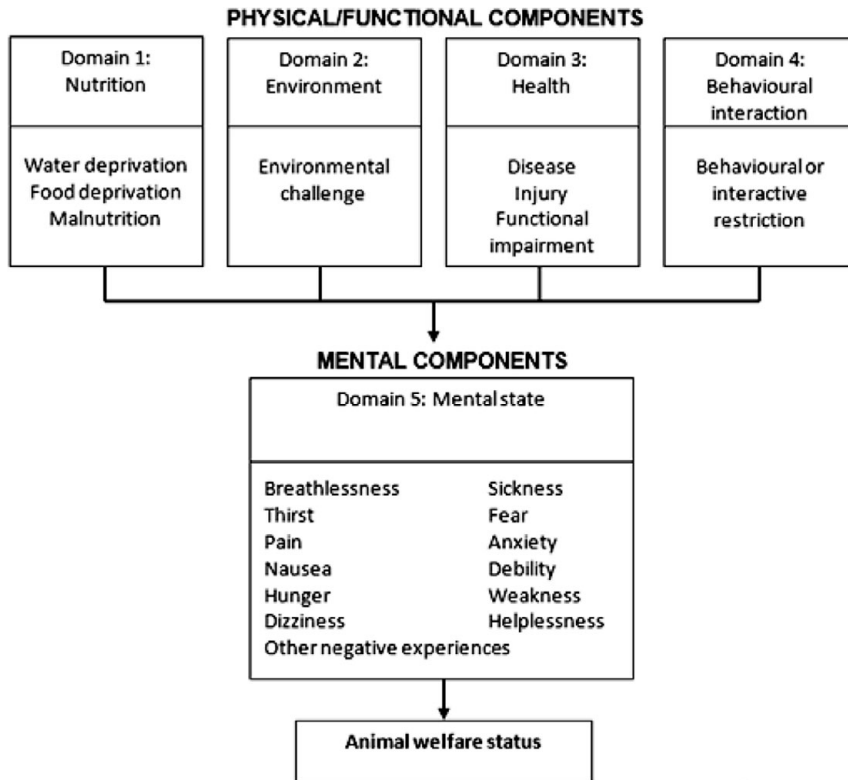 PHYSICAL/FUNCTIONAL COMPONENTS
Domain 1:
Nutrition
Water deprivation
Food deprivation
Malnutrition
Domain 2:
Environment
Environmental
challenge
Domain 3:
Health
Disease
Injury
Functional
impairment
Domain 4:
Behavioural
interaction
Behavioural or
interactive
restriction
MENTAL COMPONENTS
Domain 5: Mental state
Breathlessness
Thirst
Pain
Nausea
Hunger
Dizziness
Other negative experiences
Sickness
Fear
Anxiety
Debility
Weakness
Helplessness
Animal welfare status